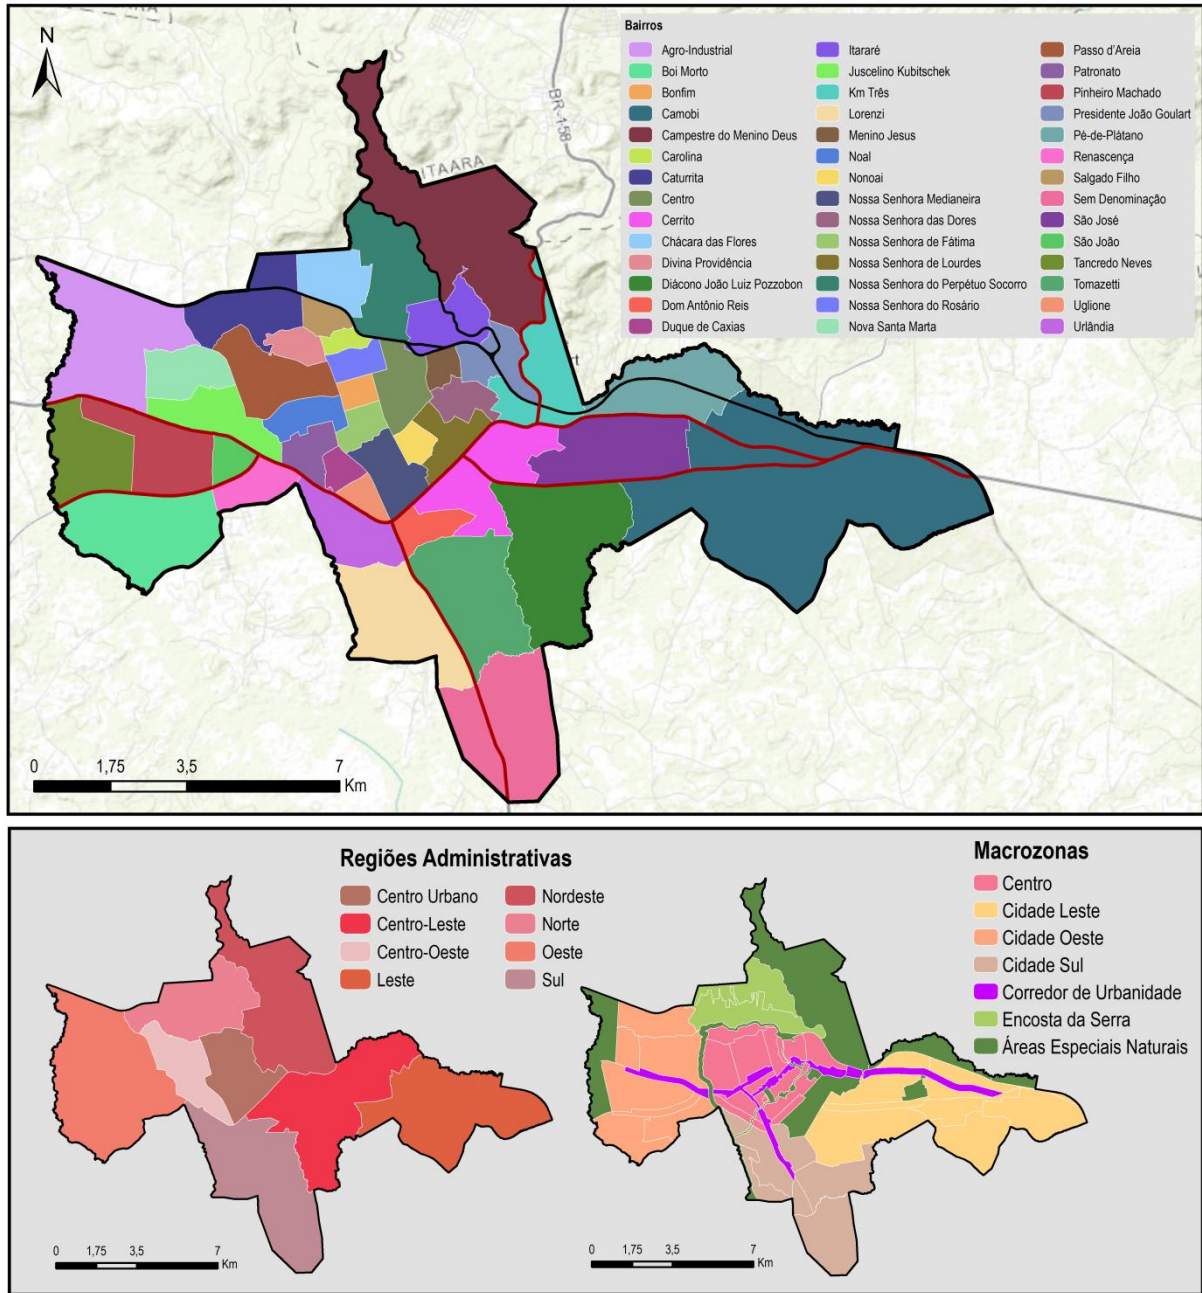 N
ITAARA
BR-158
Bairros
Agro-Industrial
Boi Morto
Bonfim
Camobi
Campestre do Menino Deus
Carolina
Caturrita
Centro
Cerrito
Chácara das Flores
Divina Providência
Diácono João Luiz Pozzobon
Dom Antônio Reis
Duque de Caxias
Itararé
Juscelino Kubitschek
Km Três
Lorenzi
Menino Jesus
Noal
Nonoai
Nossa Senhora Medianeira
Nossa Senhora das Dores
Nossa Senhora de Fátima
Nossa Senhora de Lourdes
Nossa Senhora do Perpétuo Socorro
Nossa Senhora do Rosário
Nova Santa Marta
Passo d'Areia
Patronato
Pinheiro Machado
Presidente João Goulart
Pé-de-Plátano
Renascença
Salgado Filho
Sem Denominação
São José
São João
Tancredo Neves
Tomazetti
Uglione
Urlândia
0 1,75 3,5 7
Km
Regiões Administrativas
Centro Urbano
Centro-Leste
Centro-Oeste
Leste
Nordeste
Norte
Oeste
Sul
0 1,75 3,5 7
Km
Macrozonas
Centro
Cidade Leste
Cidade Oeste
Cidade Sul
Corredor de Urbanidade
Encosta da Serra
Áreas Especiais Naturais
0 1,75 3,5 7
Km